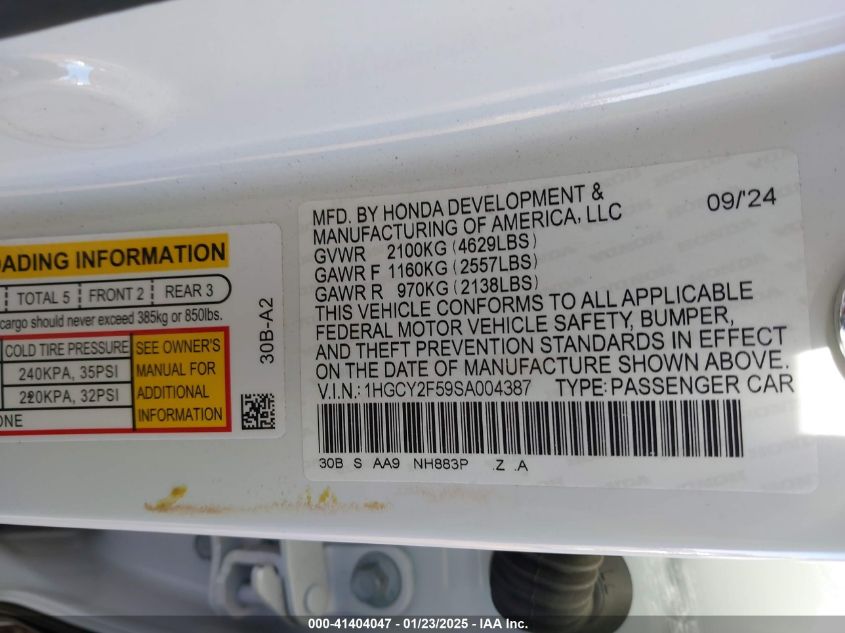 OADING INFORMATION
TOTAL 5 FRONT 2 REAR 3
cargo should never exceed 385kg or 850lbs.
COLD TIRE PRESSURE
240KPA, 35PSI
220KPA, 32PSI
ONE
SEE OWNER'S
MANUAL FOR
ADDITIONAL
INFORMATION
30B-A2
MFD. BY HONDA DEVELOPMENT &
MANUFACTURING OF AMERICA, LLC
09/'24
GVWR 2100KG (4629LBS)
GAWR F 1160KG (2557LBS)
GAWR R 970KG (2138LBS)
THIS VEHICLE CONFORMS TO ALL APPLICABLE
FEDERAL MOTOR VEHICLE SAFETY, BUMPER,
AND THEFT PREVENTION STANDARDS IN EFFECT
ON THE DATE OF MANUFACTURE SHOWN ABOVE.
V.I.N.: 1HGCY2F59SA004387 TYPE: PASSENGER CAR
30B S AA9 NH883P .Z .A
000-41404047 / 01/23/2025 - IAA Inc.